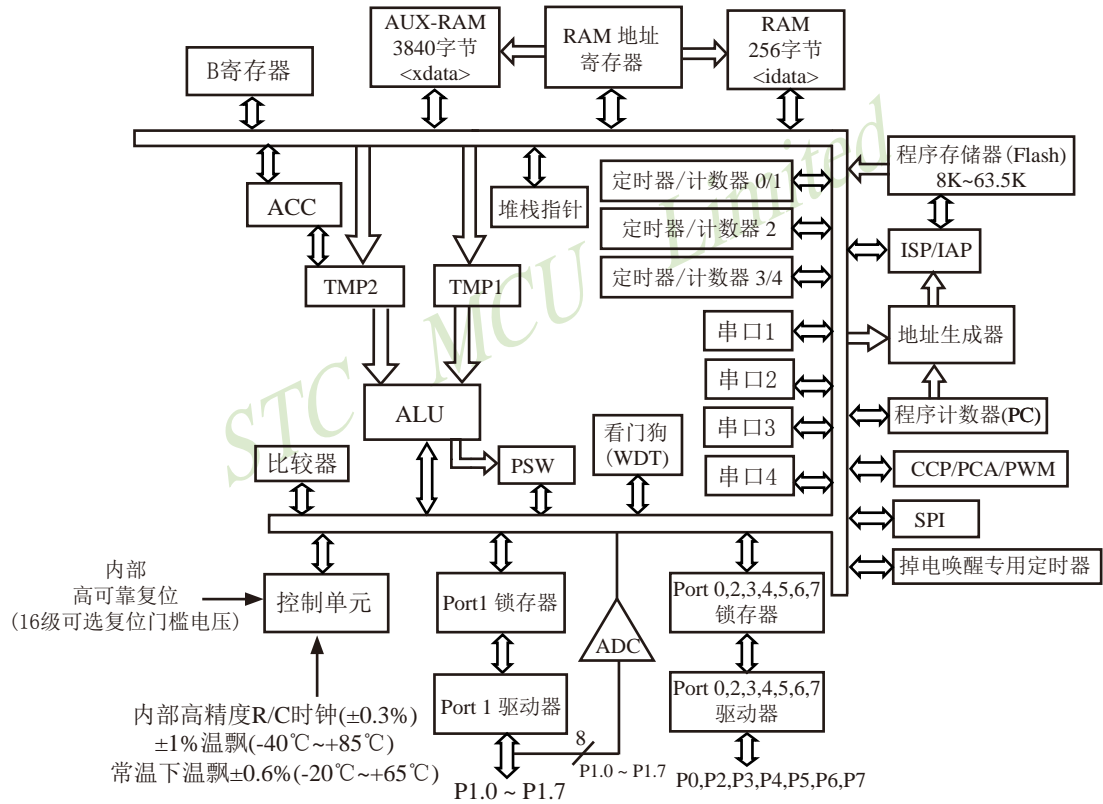 AUX-RAM
3840字节
<xdata>
RAM 地址
寄存器
RAM
256字节
<idata>
B寄存器
程序存储器(Flash)
8K~63.5K
定时器/计数器 0/1
ACC
堆栈指针
定时器/计数器 2
ISP/IAP
定时器/计数器 3/4
TMP2
TMP1
串口1
地址生成器
串口2
ALU
程序计数器(PC)
串口3
看门狗
(WDT)
比较器
PSW
串口4
CCP/PCA/PWM
SPI
掉电唤醒专用定时器
内部
高可靠复位
(16级可选复位门槛电压)
控制单元
Port1 锁存器
ADC
Port 0,2,3,4,5,6,7
锁存器
Port 1 驱动器
Port 0,2,3,4,5,6,7
驱动器
内部高精度R/C时钟(±0.3%)
±1%温飘(-40℃~+85℃)
常温下温飘±0.6%(-20℃~+65℃)
8
P1.0 ~ P1.7
P1.0 ~ P1.7
P0,P2,P3,P4,P5,P6,P7
STC MCU Limited